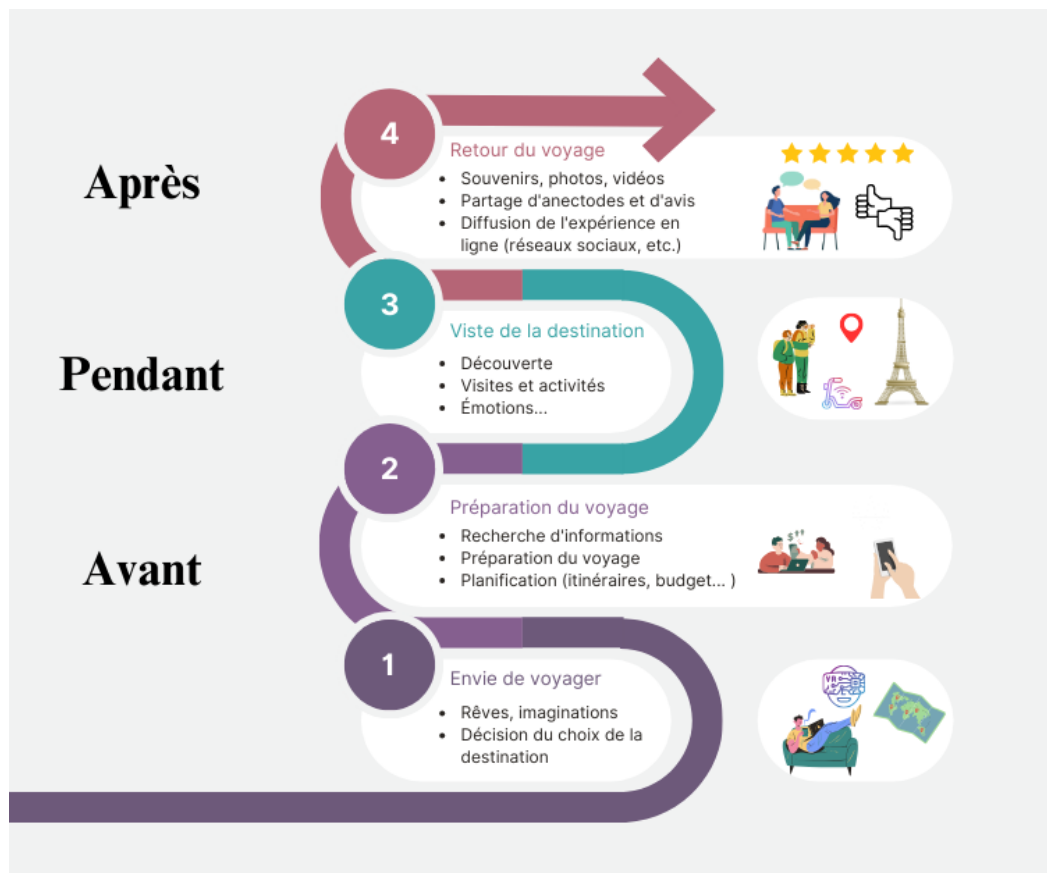 Après
4
Retour du voyage
• Souvenirs, photos, vidéos
• Partage d'anectodes et d'avis
• Diffusion de l'expérience en
ligne (réseaux sociaux, etc.)
Pendant
3
Viste de la destination
• Découverte
• Visites et activités
• Émotions...
Avant
2
Préparation du voyage
• Recherche d'informations
• Préparation du voyage
• Planification (itinéraires, budget... )
$
1
Envie de voyager
• Rêves, imaginations
• Décision du choix de la
destination
VR